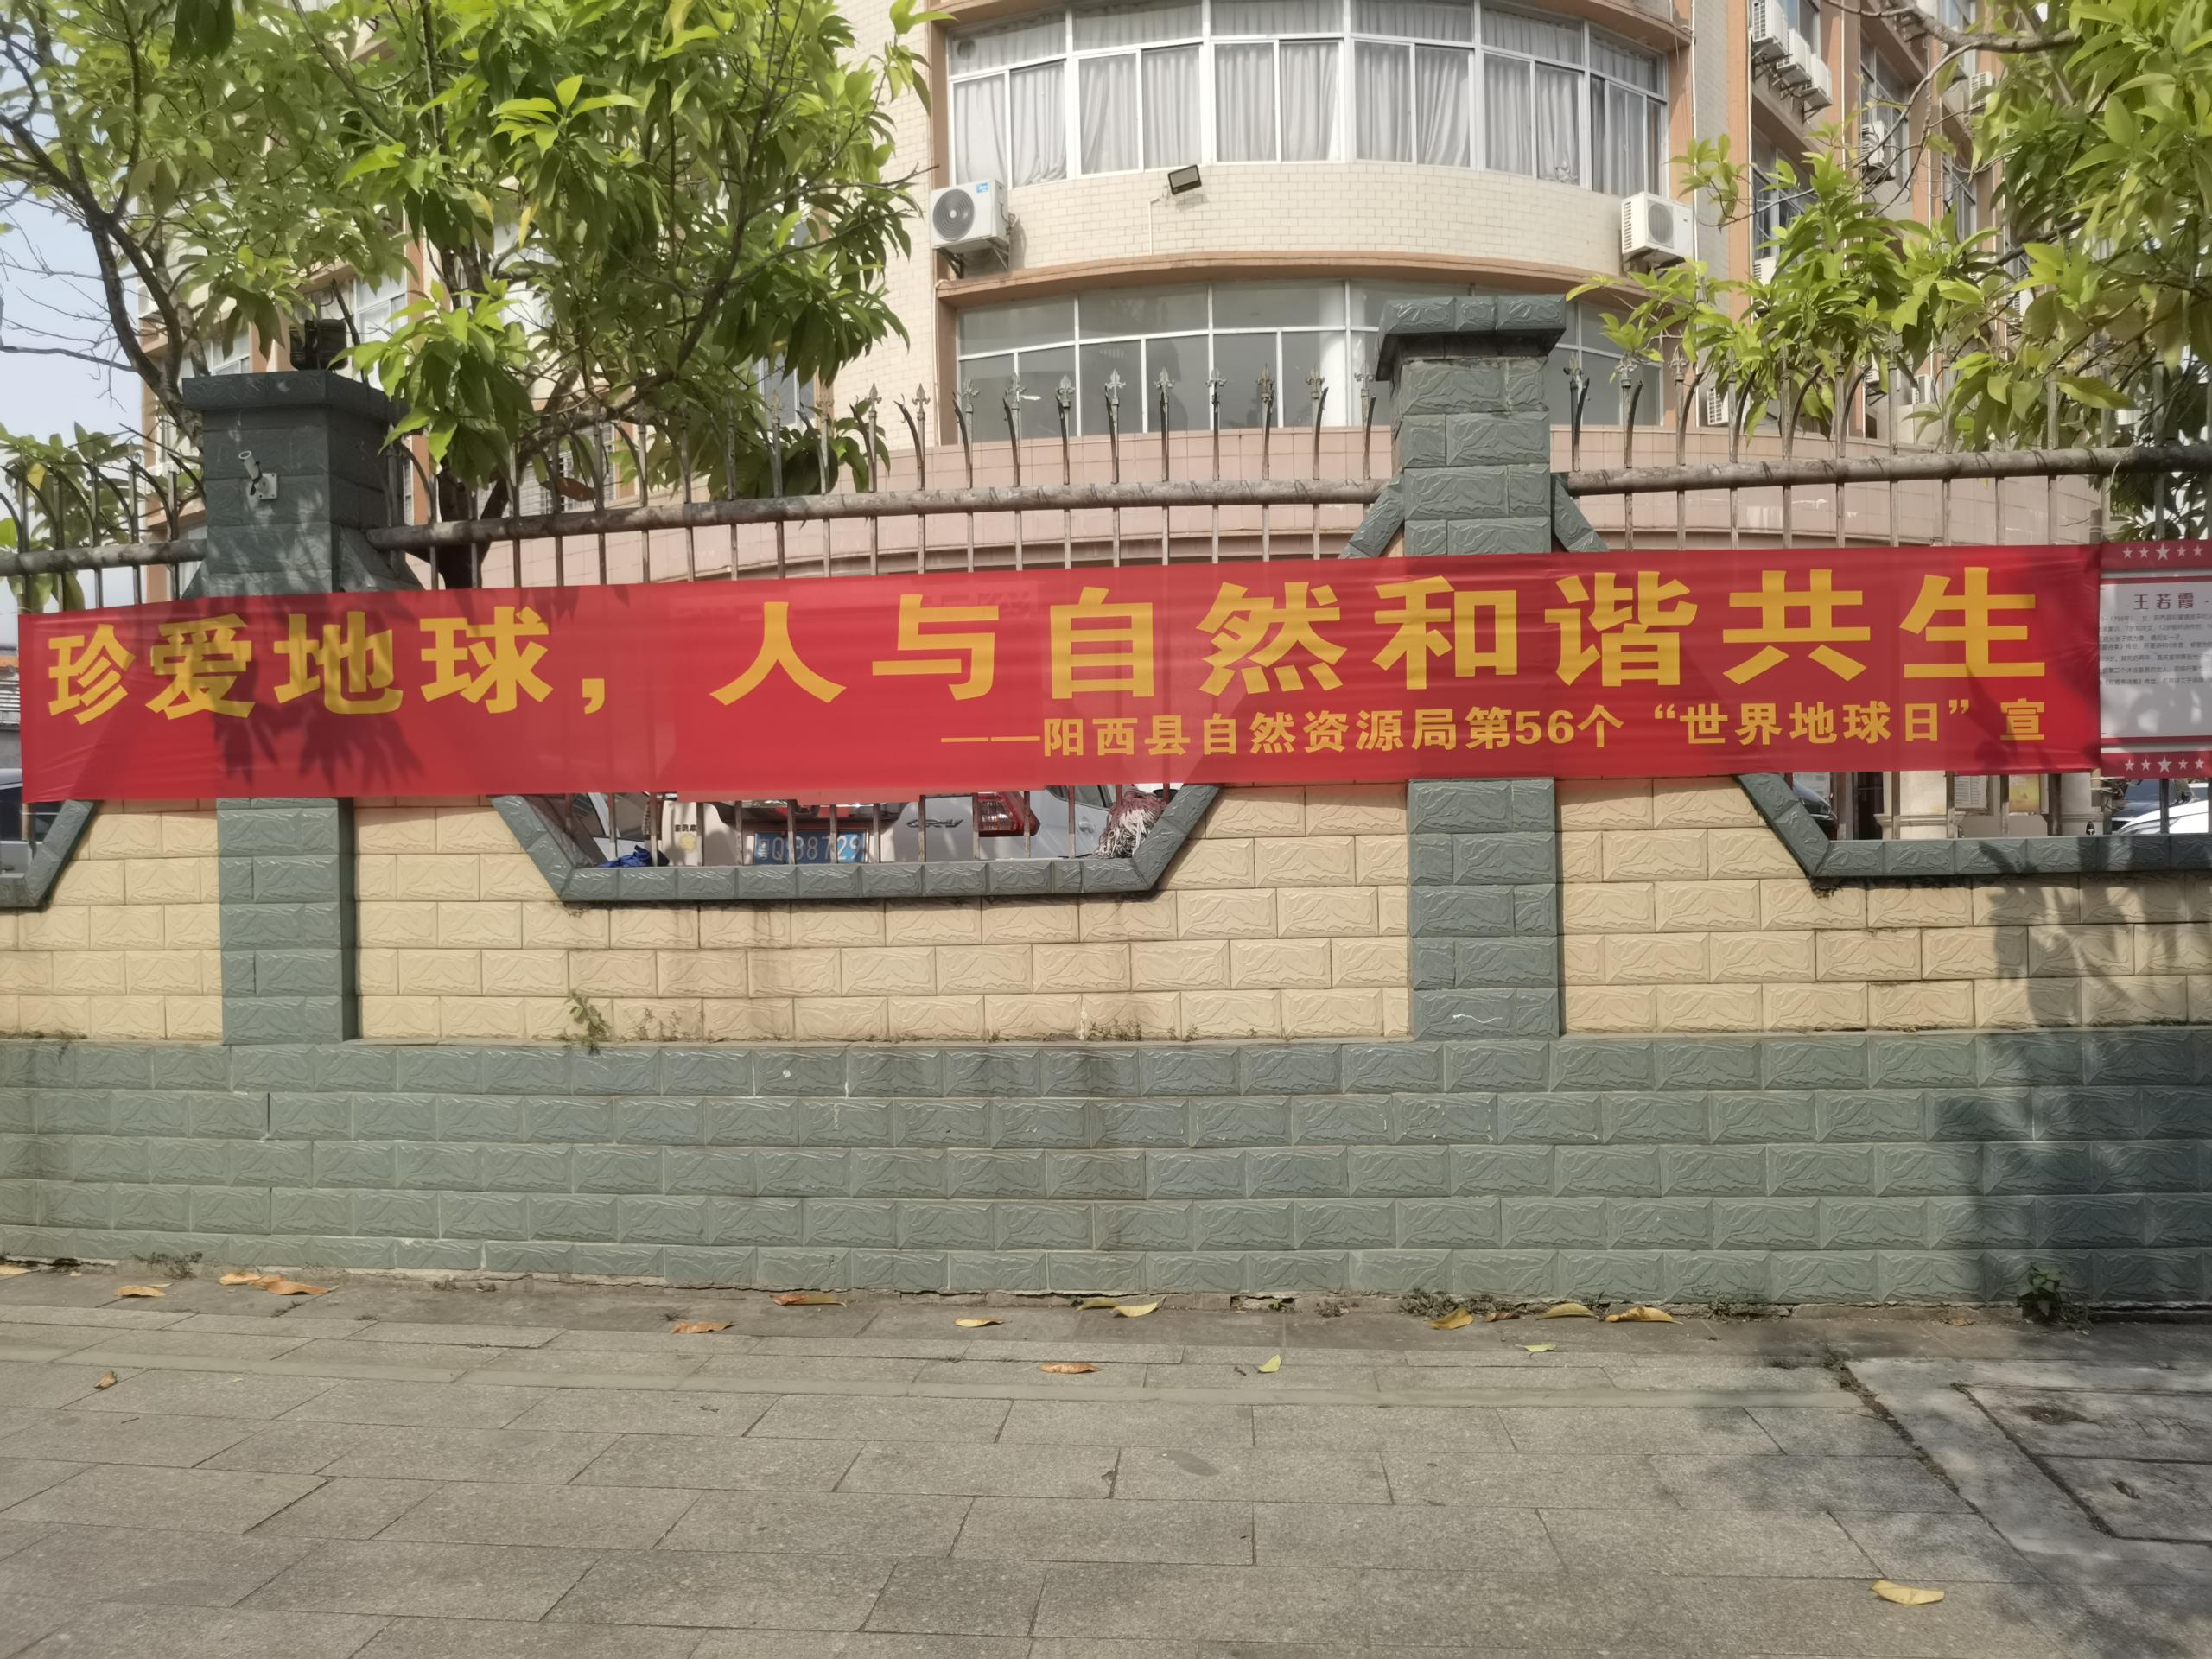 珍爱地球，人与自然和谐共生
——阳西县自然资源局第56个“世界地球日”宣
王若霞